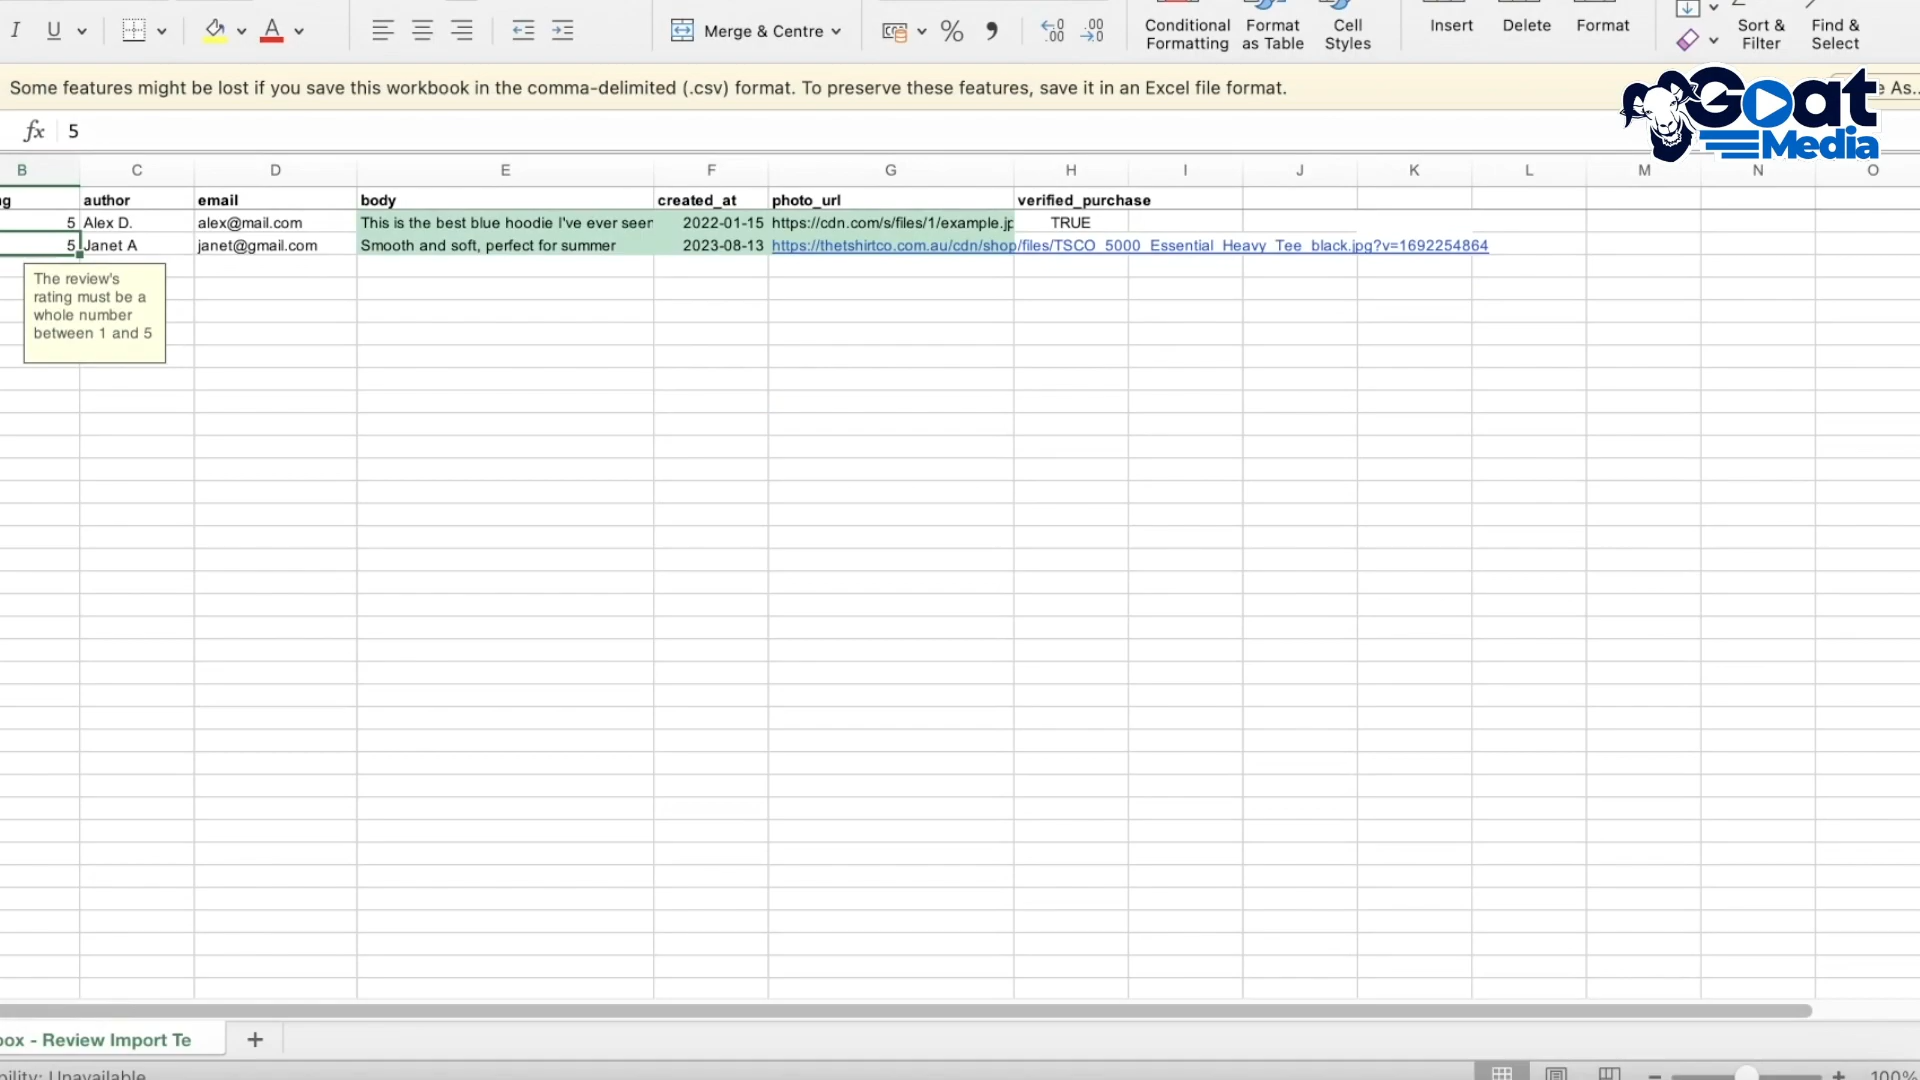 I U A Merge & Centre % , Conditional Formatting Format as Table Cell Styles Insert Delete Format Sort & Filter Find & Select
Some features might be lost if you save this workbook in the comma-delimited (.csv) format. To preserve these features, save it in an Excel file format.
As...
Goat Media
fx 5
B C D E F G H I J K L M N O
author email body created_at photo_url verified_purchase
5 Alex D. alex@mail.com This is the best blue hoodie I've ever seen 2022-01-15 https://cdn.com/s/files/1/example.jp TRUE
5 Janet A janet@gmail.com Smooth and soft, perfect for summer 2023-08-13 https://thetshirtco.com.au/cdn/shop/files/TSCO_5000_Essential_Heavy_Tee_black.jpg?v=1692254864
The review's
rating must be a
whole number
between 1 and 5
ox - Review Import Te +
Unavailable
100%